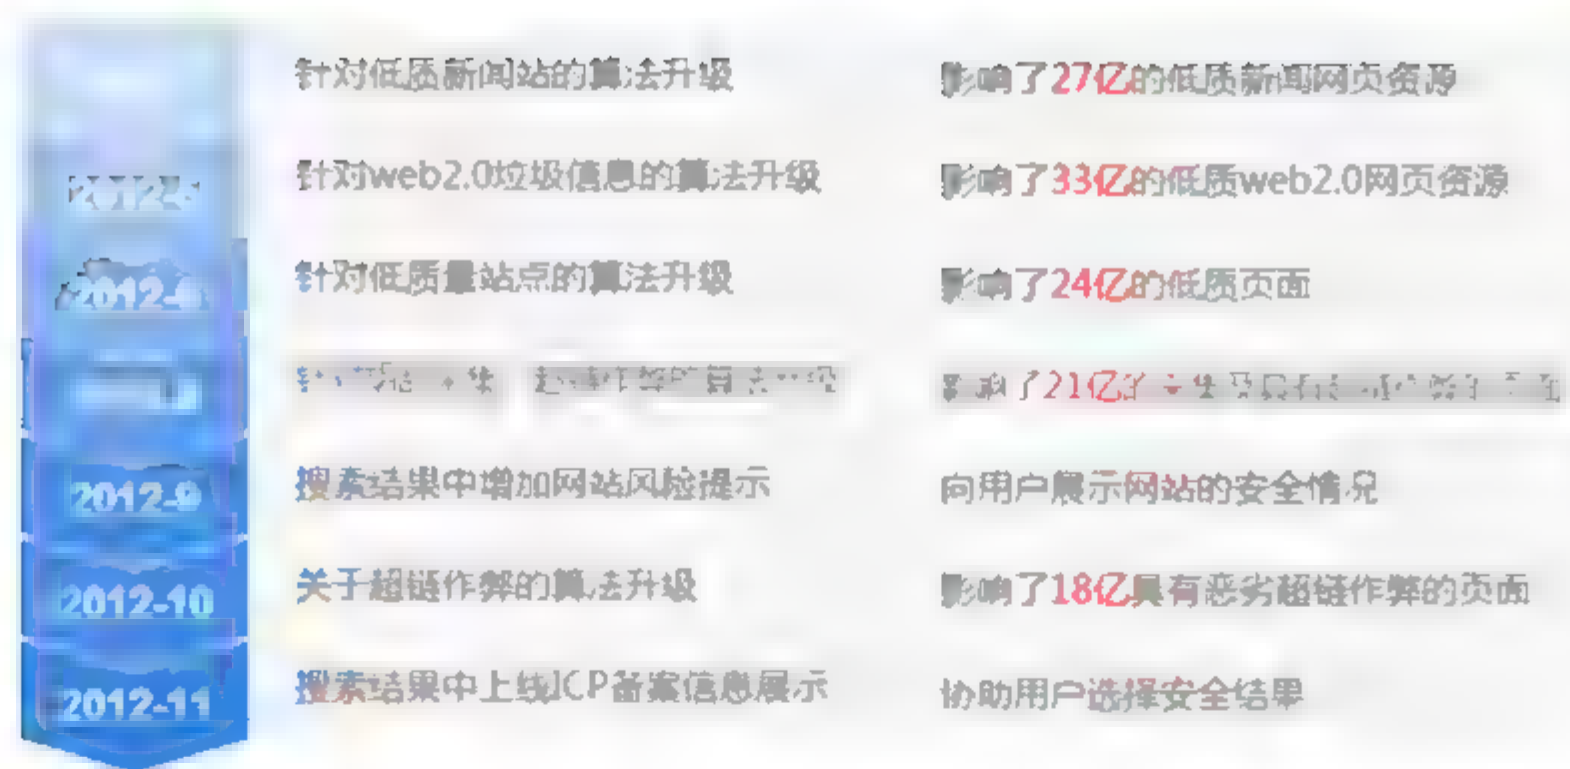 针对低质新闻站的算法升级 影响了27亿的低质新闻网页资源
针对web2.0垃圾信息的算法升级 影响了33亿的低质web2.0网页资源
针对低质量站点的算法升级 影响了24亿的低质页面
影响了21亿
2012-9 搜索结果中增加网站风险提示 向用户展示网站的安全情况
2012-10 关于超链作弊的算法升级 影响了18亿具有恶劣超链作弊的页面
2012-11 搜索结果中上线ICP备案信息展示 协助用户选择安全结果